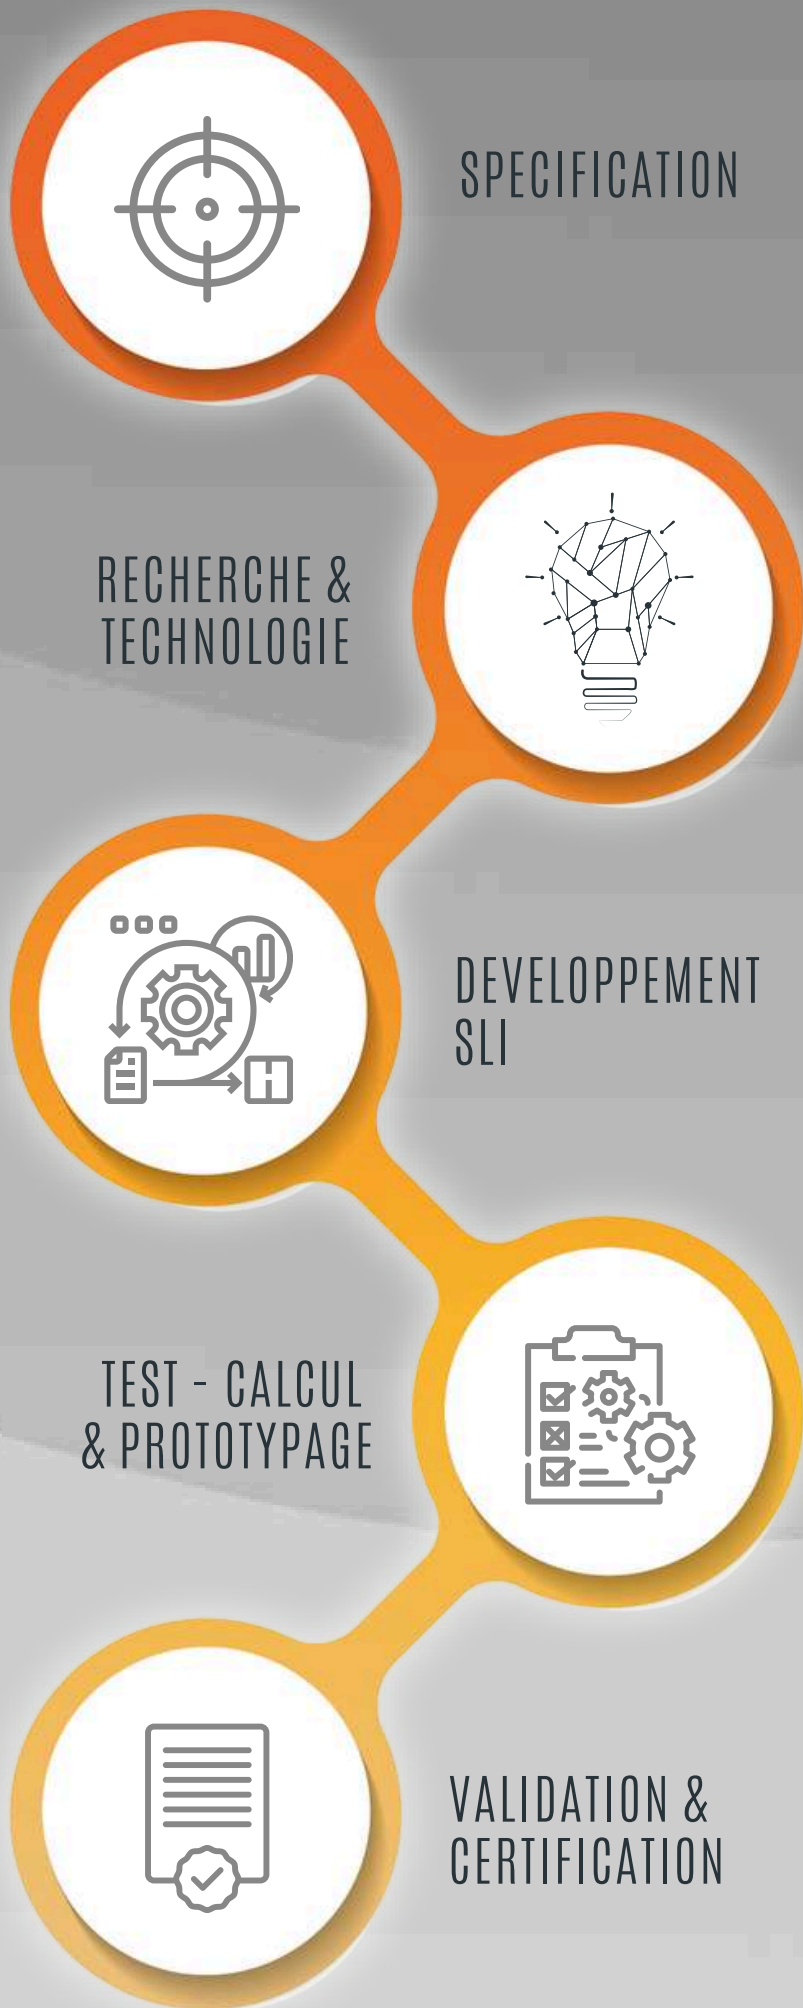 SPECIFICATION
RECHERCHE &
TECHNOLOGIE
DEVELOPPEMENT
SLI
TEST - CALCUL
& PROTOTYPAGE
VALIDATION &
CERTIFICATION